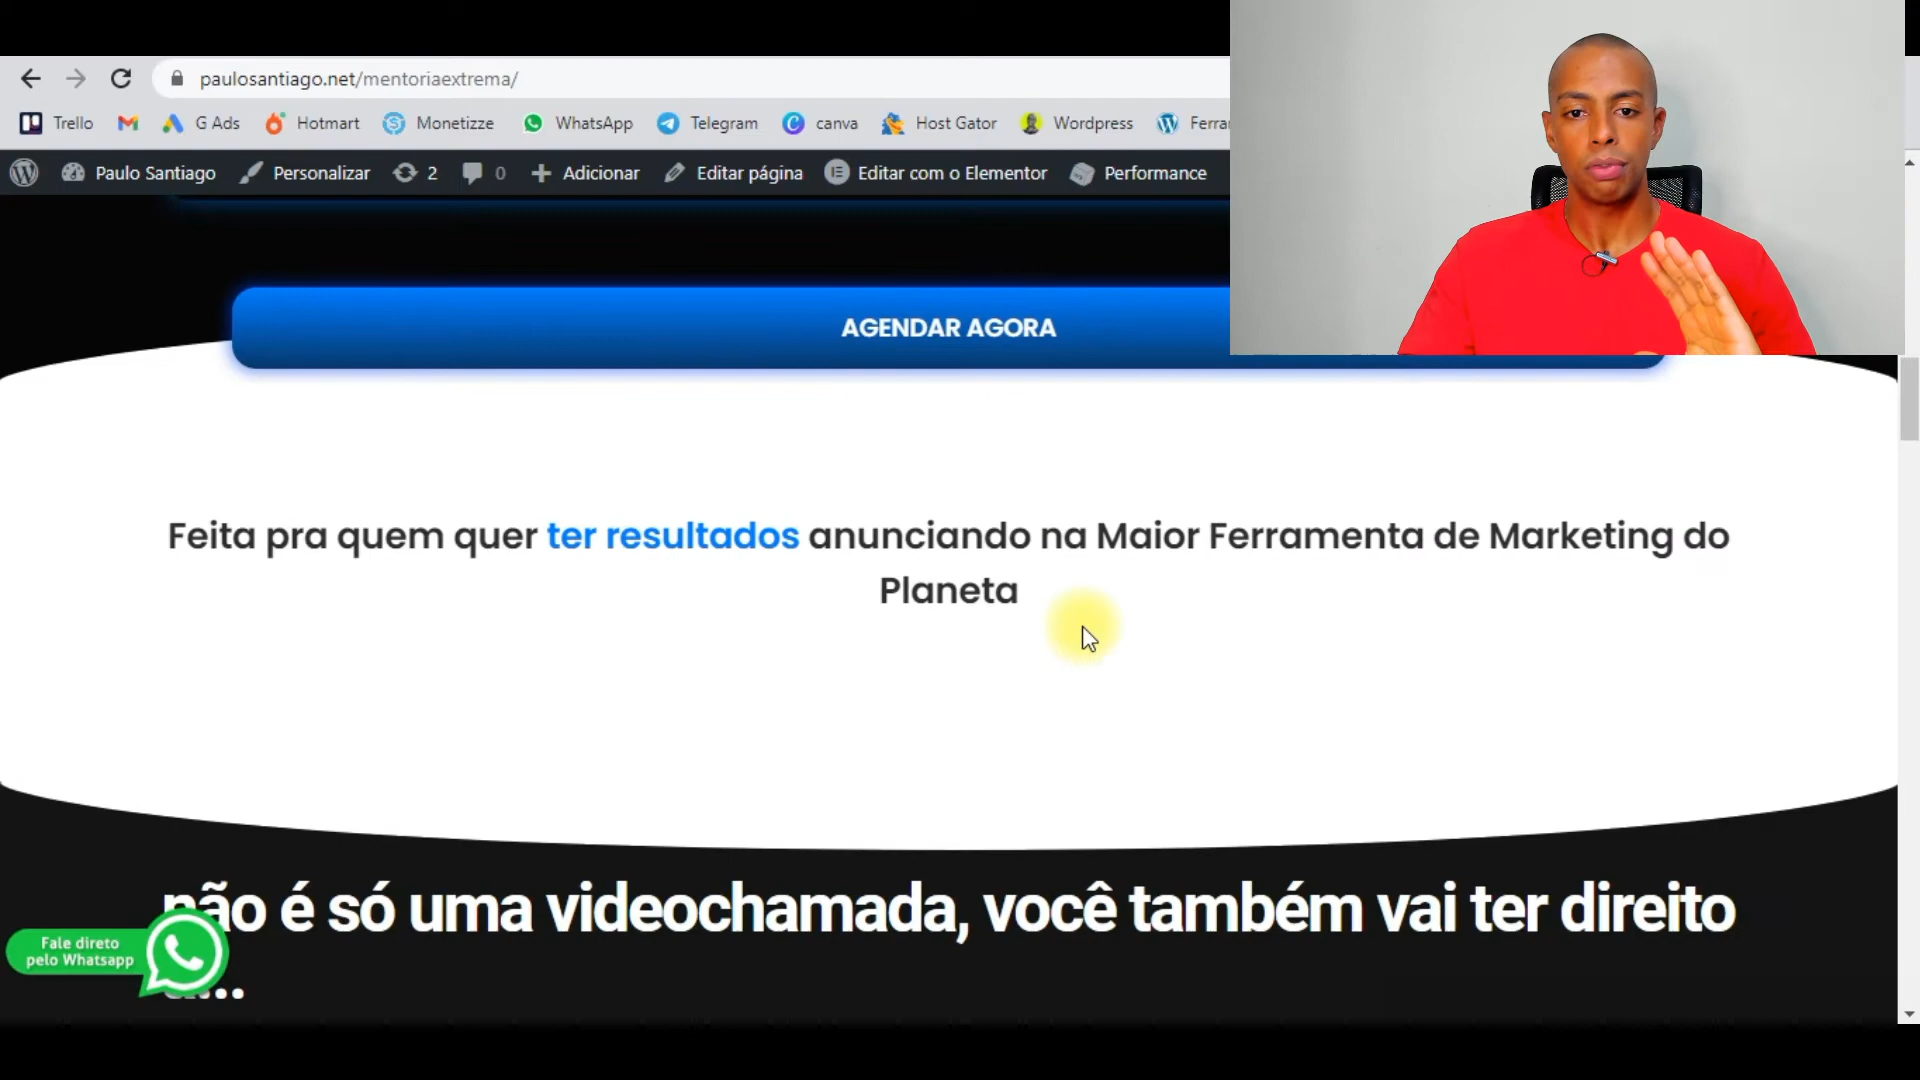 paulosantiago.net/mentoriaextrema/
Trello G Ads Hotmart Monetizze WhatsApp Telegram canva Host Gator Wordpress Ferrar
Paulo Santiago Personalizar 2 0 Adicionar Editar página Editar com o Elementor Performance
AGENDAR AGORA
Feita pra quem quer ter resultados anunciando na Maior Ferramenta de Marketing do
Planeta
não é só uma videochamada, você também vai ter direito
Fale direto
pelo Whatsapp